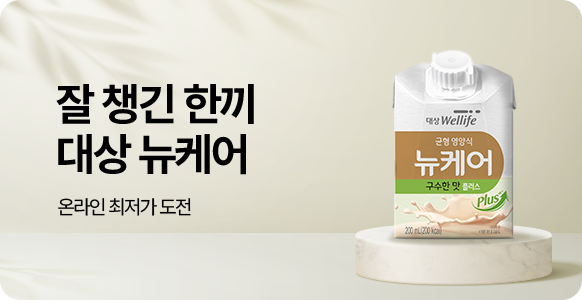 잘 챙긴 한끼
대상 뉴케어
온라인 최저가 도전
대상 Wellife
균형 영양식
뉴케어
구수한 맛 플러스
Plus
200 mL(200 kcal)